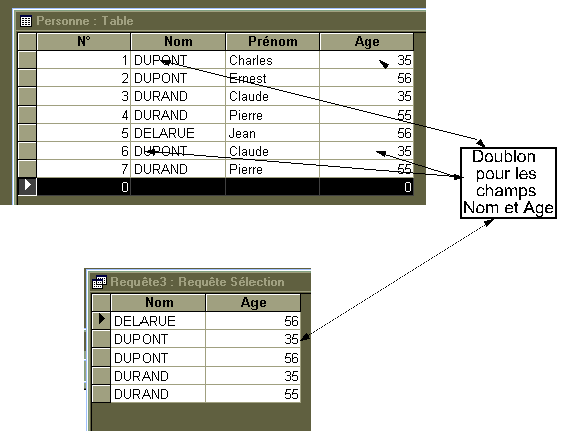 Personne : Table
N° Nom Prénom Age
1 DUPONT Charles 35
2 DUPONT Ernest 56
3 DURAND Claude 35
4 DURAND Pierre 55
5 DELARUE Jean 56
6 DUPONT Claude 35
7 DURAND Pierre 55
0 0
Doublon
pour les
champs
Nom et Age
Requête3 : Requête Sélection
Nom Age
DELARUE 56
DUPONT 35
DUPONT 56
DURAND 35
DURAND 55